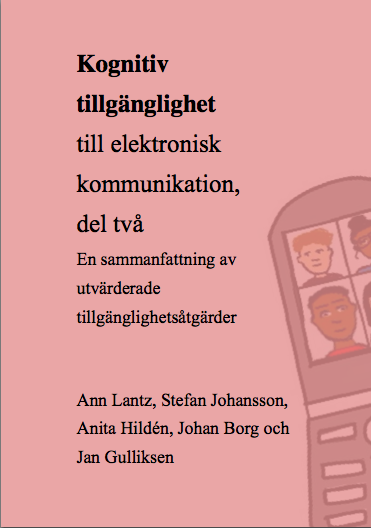 Kognitiv
tillgänglighet
till elektronisk
kommunikation,
del två
En sammanfattning av
utvärderade
tillgänglighetsåtgärder
Ann Lantz, Stefan Johansson,
Anita Hildén, Johan Borg och
Jan Gulliksen